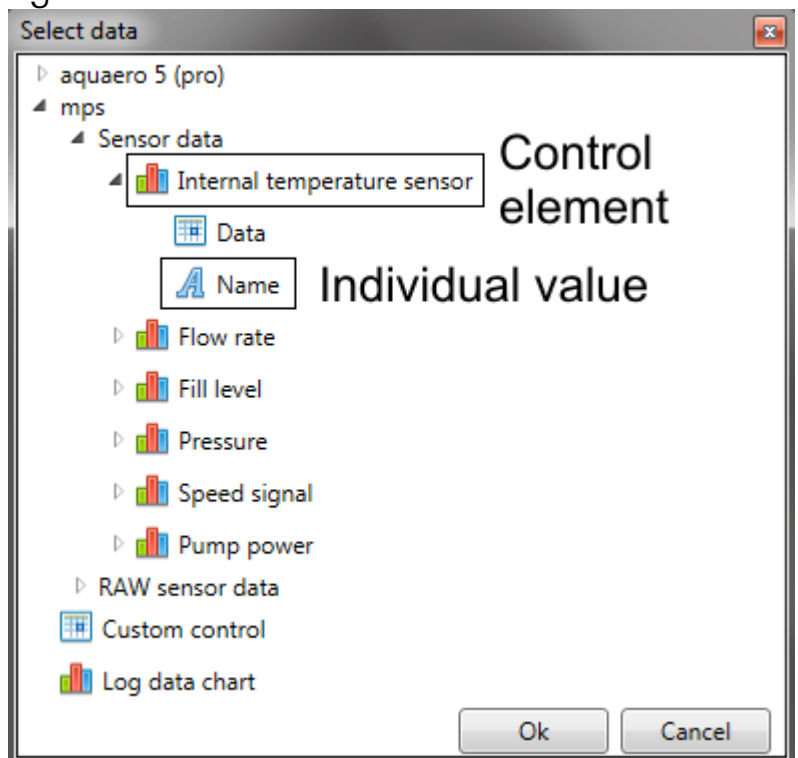 Select data
aquaero 5 (pro)
mps
Sensor data
Internal temperature sensor
Control
element
Data
Name
Individual value
Flow rate
Fill level
Pressure
Speed signal
Pump power
RAW sensor data
Custom control
Log data chart
Ok
Cancel